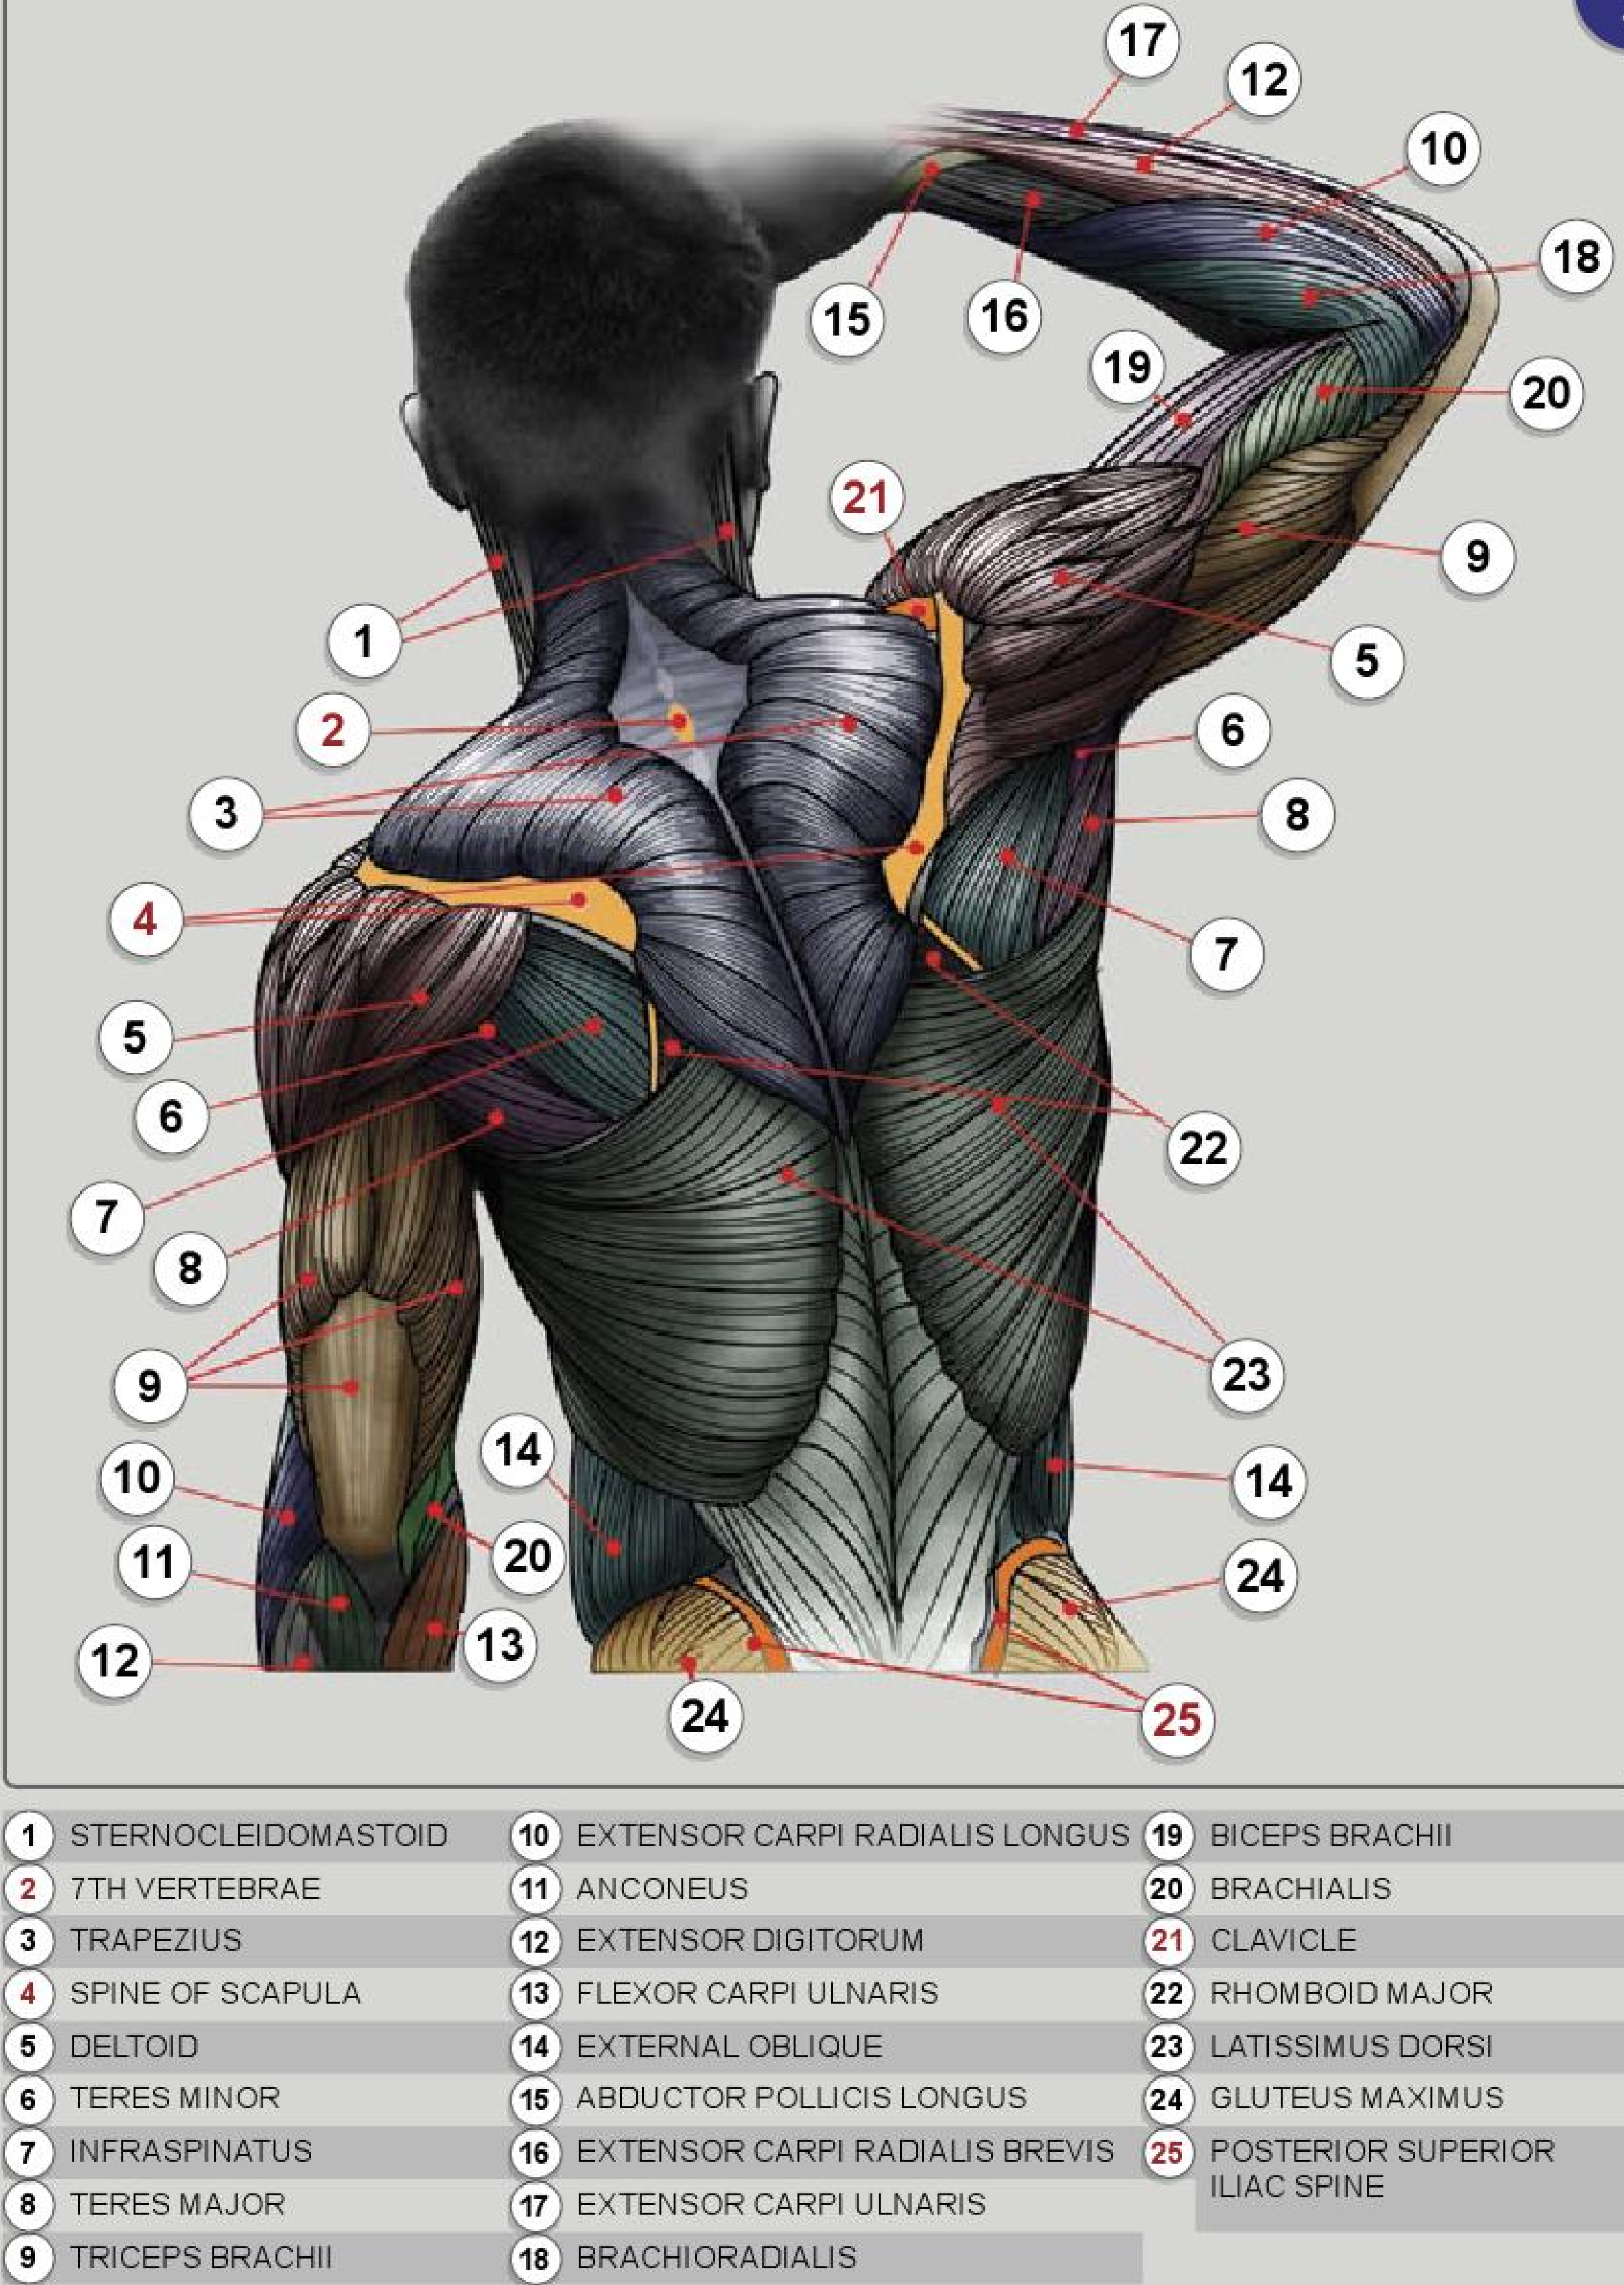 17
12
10
18
15
16
19
20
21
9
1
5
2
6
3
8
4
7
5
6
22
7
8
23
9
14
10
14
20
11
24
13
12
24
25
1 STERNOCLEIDOMASTOID
2 7TH VERTEBRAE
3 TRAPEZIUS
4 SPINE OF SCAPULA
5 DELTOID
6 TERES MINOR
7 INFRASPINATUS
8 TERES MAJOR
9 TRICEPS BRACHII
10 EXTENSOR CARPI RADIALIS LONGUS
11 ANCONEUS
12 EXTENSOR DIGITORUM
13 FLEXOR CARPI ULNARIS
14 EXTERNAL OBLIQUE
15 ABDUCTOR POLLICIS LONGUS
16 EXTENSOR CARPI RADIALIS BREVIS
17 EXTENSOR CARPI ULNARIS
18 BRACHIORADIALIS
19 BICEPS BRACHII
20 BRACHIALIS
21 CLAVICLE
22 RHOMBOID MAJOR
23 LATISSIMUS DORSI
24 GLUTEUS MAXIMUS
25 POSTERIOR SUPERIOR
ILIAC SPINE